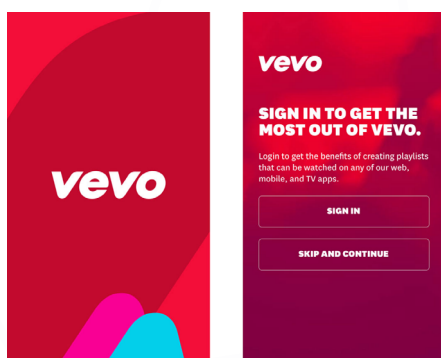 vevo
vevo
SIGN IN TO GET THE
MOST OUT OF VEVO.
Login to get the benefits of creating playlists
that can be watched on any of our web,
mobile, and TV apps.
SIGN IN
SKIP AND CONTINUE